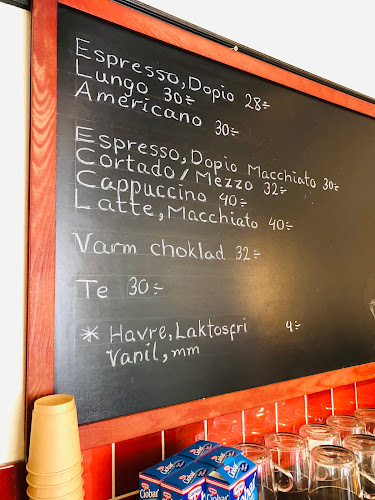 Espresso, Dopio 28:-
Lungo 30:-
Americano 30:-
Espresso, Dopio Macchiato 30:-
Cortado/Mezzo 32:-
Cappuccino 40:-
Latte, Macchiato 40:-
Varm choklad 32:-
Te 30:-
* Havre, Laktosfri 4:-
Vanil, mm